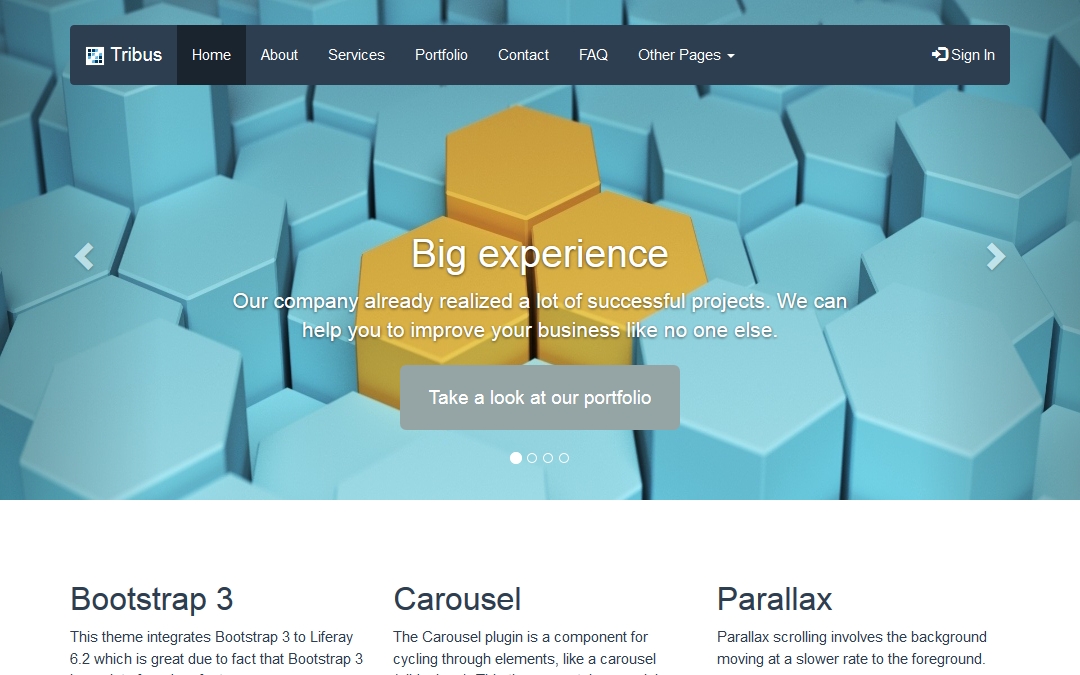 Tribus
Home
About
Services
Portfolio
Contact
FAQ
Other Pages
Sign In
Big experience
Our company already realized a lot of successful projects. We can
help you to improve your business like no one else.
Take a look at our portfolio
Bootstrap 3
This theme integrates Bootstrap 3 to Liferay
6.2 which is great due to fact that Bootstrap 3
Carousel
The Carousel plugin is a component for
cycling through elements, like a carousel
Parallax
Parallax scrolling involves the background
moving at a slower rate to the foreground.